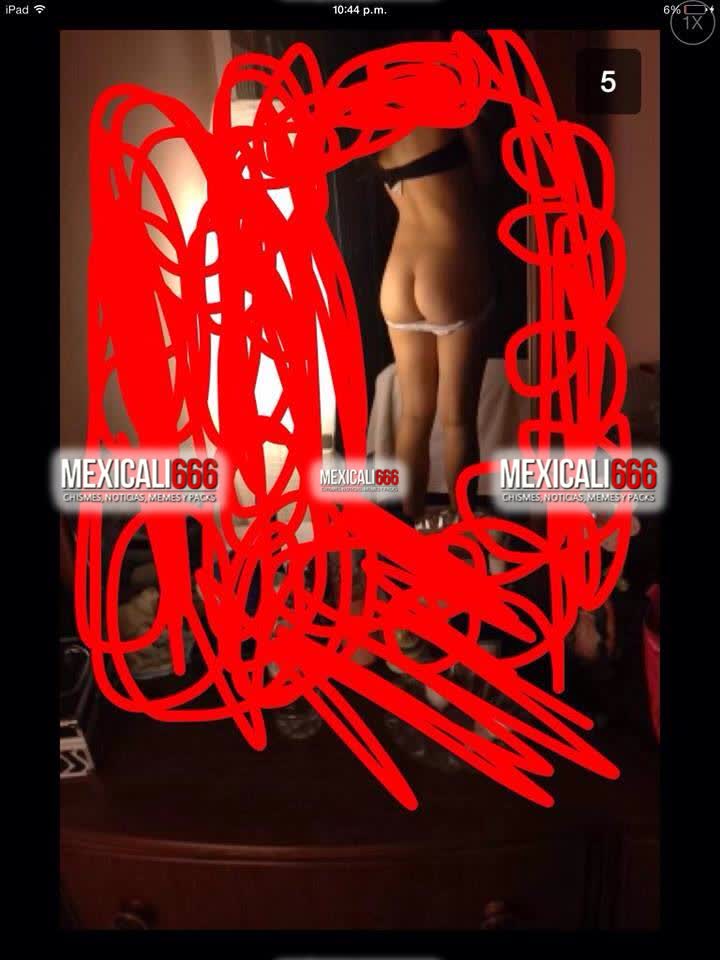 iPad 10:44 p.m. 6%
1X
5
MEXICALI666
CHISMES, NOTICIAS, MEMES Y PACKS
MEXICALI666
CHISMES, NOTICIAS, MEMES Y PACKS
MEXICALI666
CHISMES, NOTICIAS, MEMES Y PACKS